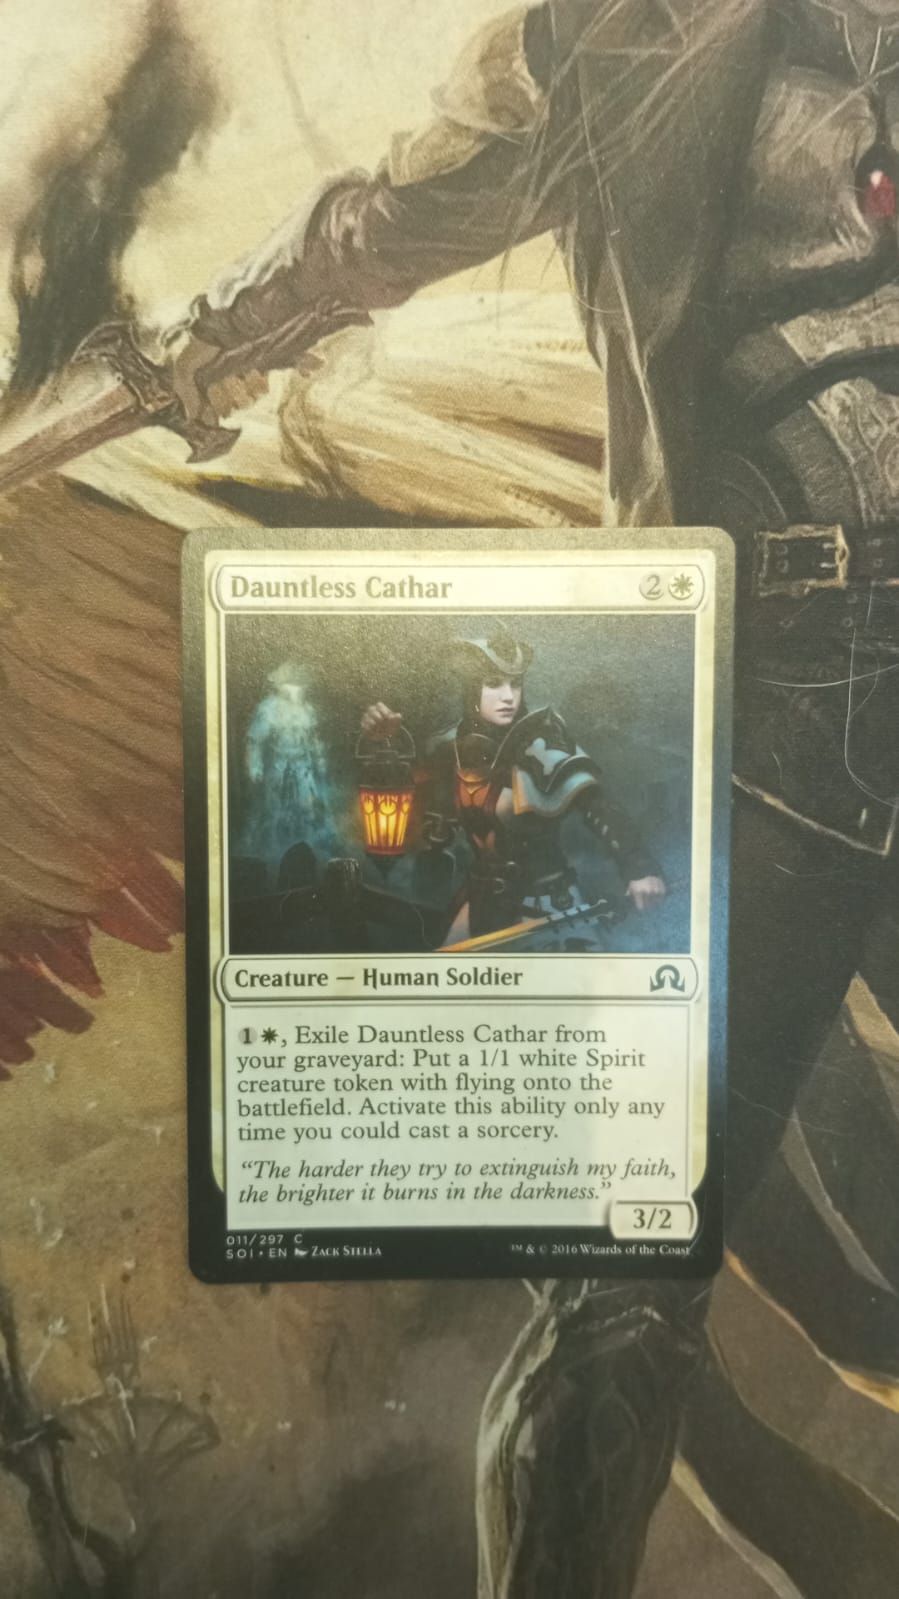 Dauntless Cathar 2
Creature — Human Soldier
1, Exile Dauntless Cathar from
your graveyard: Put a 1/1 white Spirit
creature token with flying onto the
battlefield. Activate this ability only any
time you could cast a sorcery.
“The harder they try to extinguish my faith,
the brighter it burns in the darkness.”
3/2
011/297 C
SOI • EN Zack Stella
™ & © 2016 Wizards of the Coast